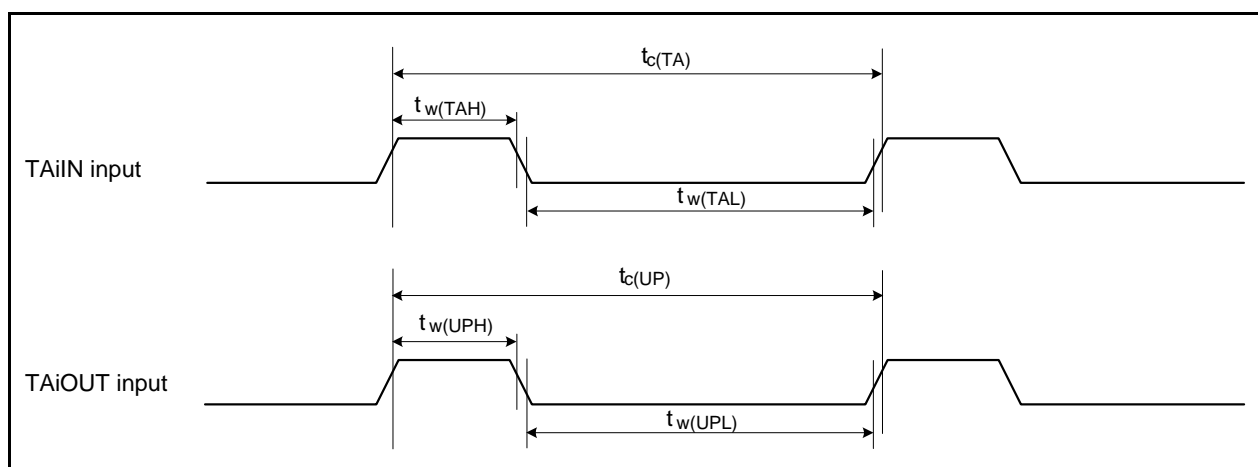 tc(TA)
tw(TAH)
TAiIN input
tw(TAL)
tc(UP)
tw(UPH)
TAiOUT input
tw(UPL)